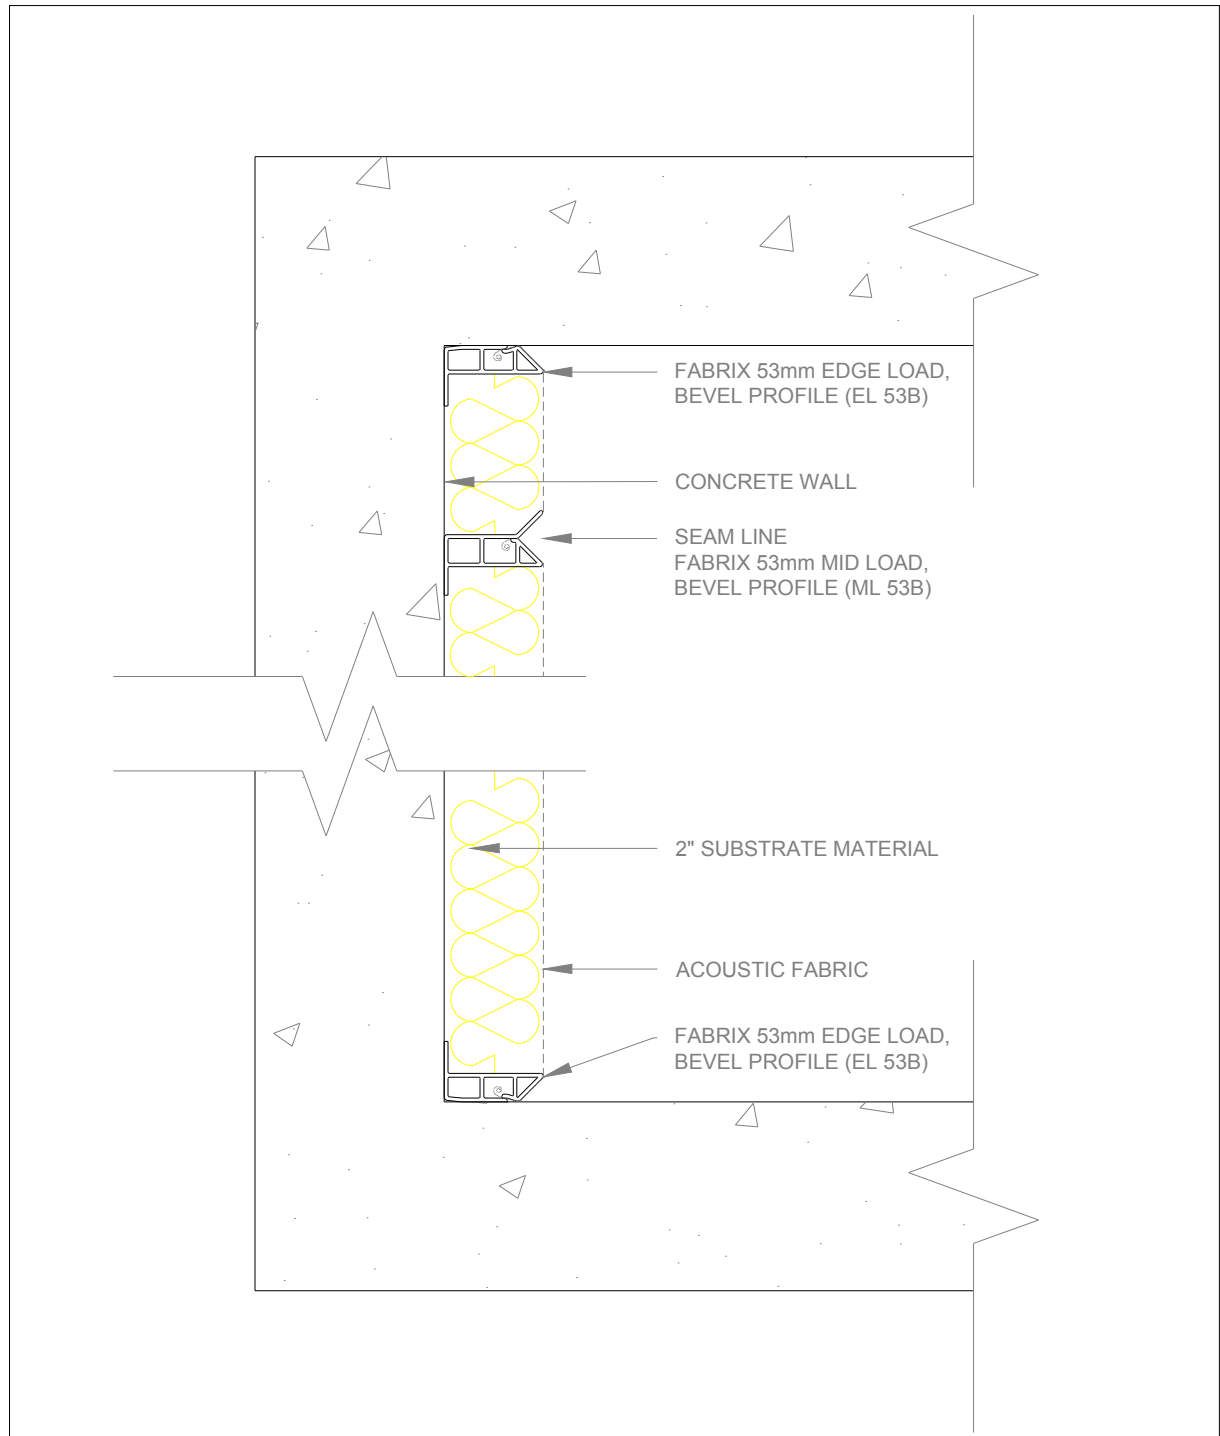 FABRIX 53mm EDGE LOAD,
BEVEL PROFILE (EL 53B)
CONCRETE WALL
SEAM LINE
FABRIX 53mm MID LOAD,
BEVEL PROFILE (ML 53B)
2" SUBSTRATE MATERIAL
ACOUSTIC FABRIC
FABRIX 53mm EDGE LOAD,
BEVEL PROFILE (EL 53B)